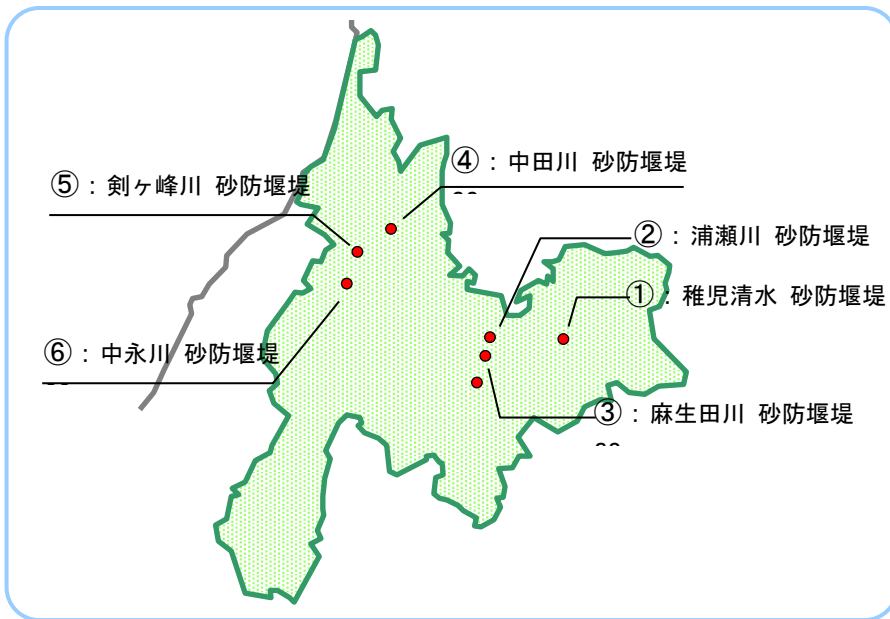 ④：中田川 砂防堰堤
⑤：剣ヶ峰川 砂防堰堤
②：浦瀬川 砂防堰堤
①：稚児清水 砂防堰堤
⑥：中永川 砂防堰堤
③：麻生田川 砂防堰堤